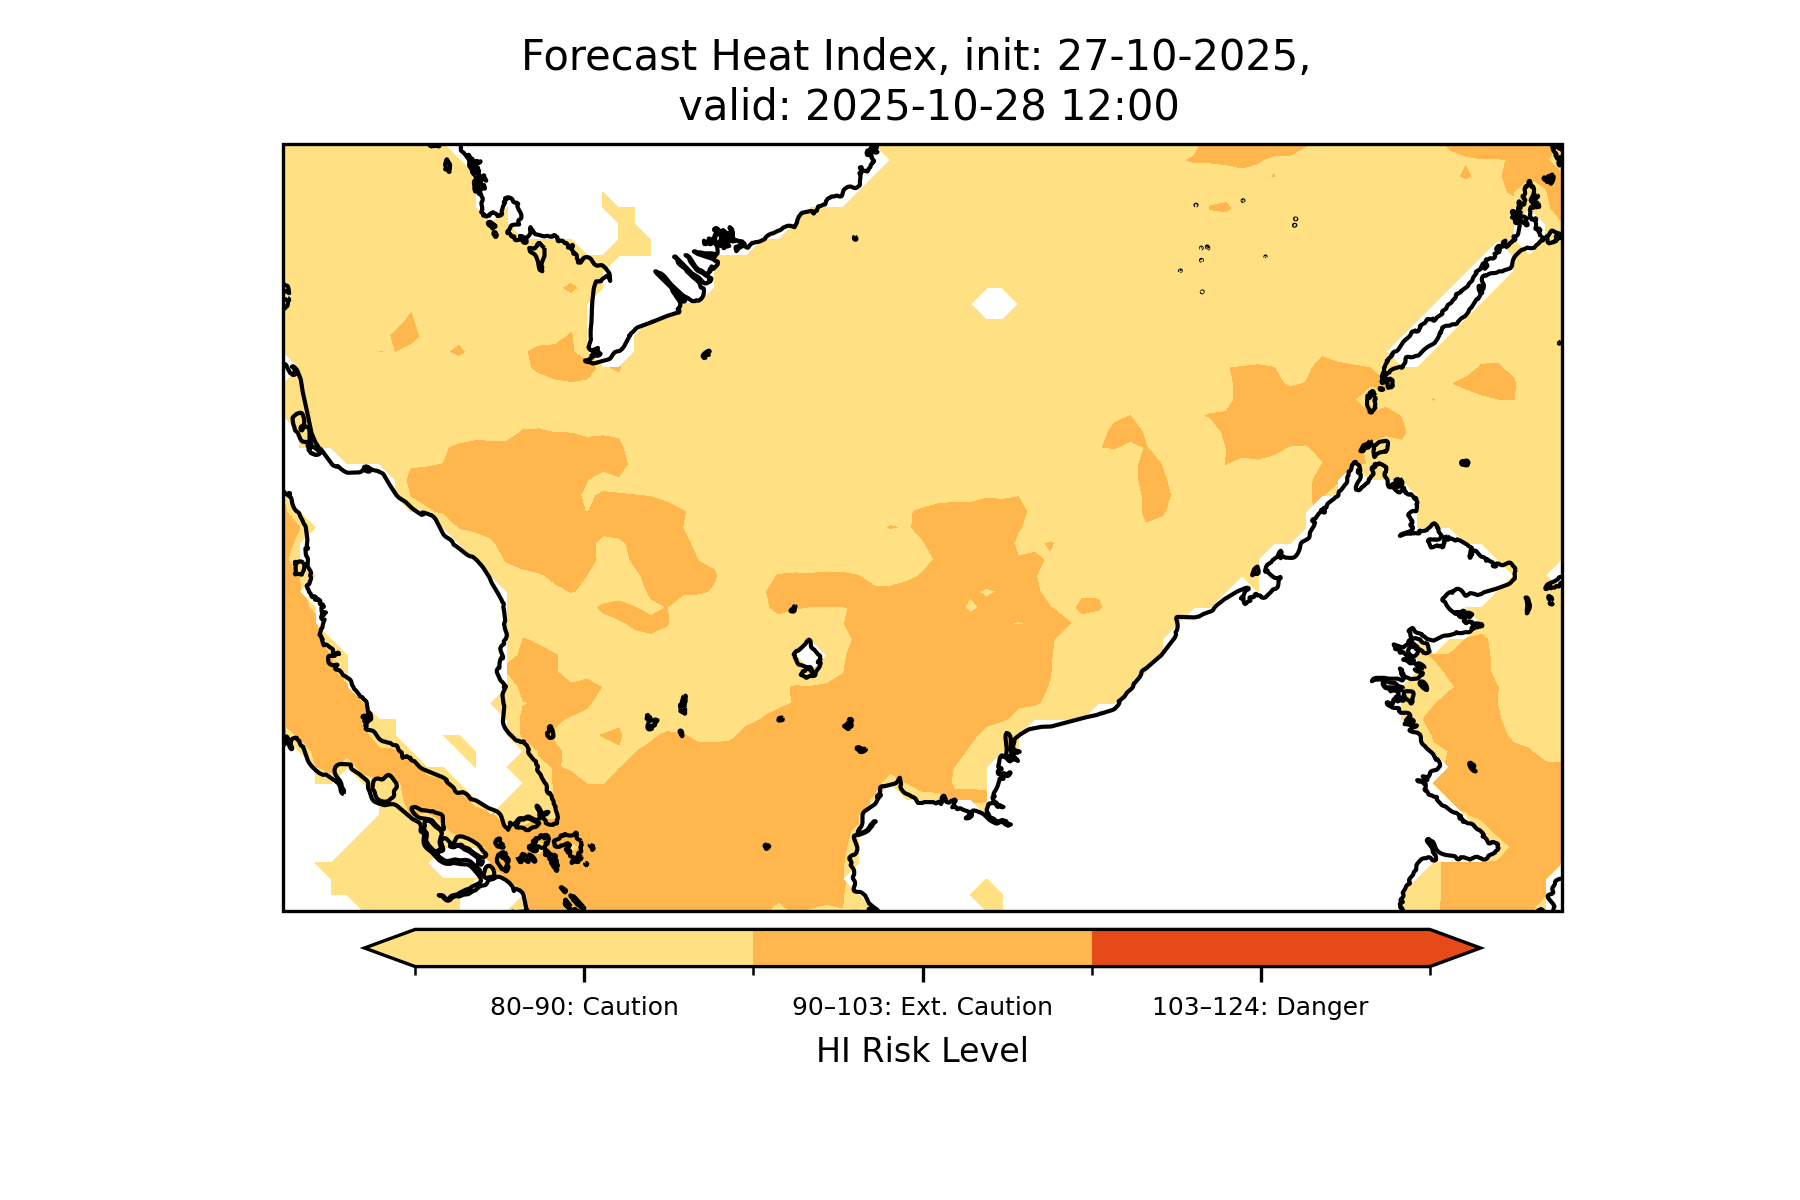 Forecast Heat Index, init: 27-10-2025,
valid: 2025-10-28 12:00
80–90: Caution
90–103: Ext. Caution
103–124: Danger
HI Risk Level